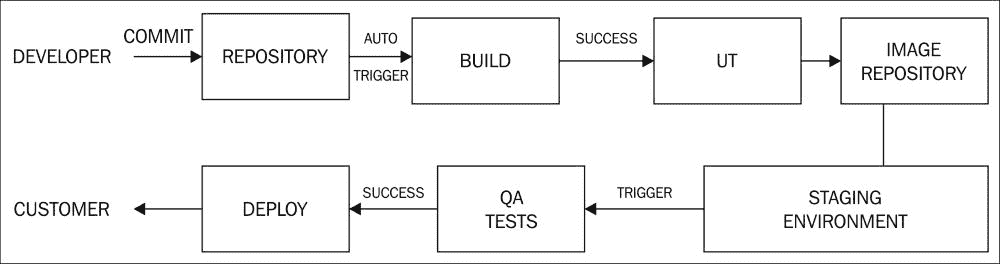 DEVELOPER
COMMIT
REPOSITORY
AUTO
TRIGGER
BUILD
SUCCESS
UT
IMAGE
REPOSITORY
CUSTOMER
DEPLOY
SUCCESS
QA
TESTS
TRIGGER
STAGING
ENVIRONMENT